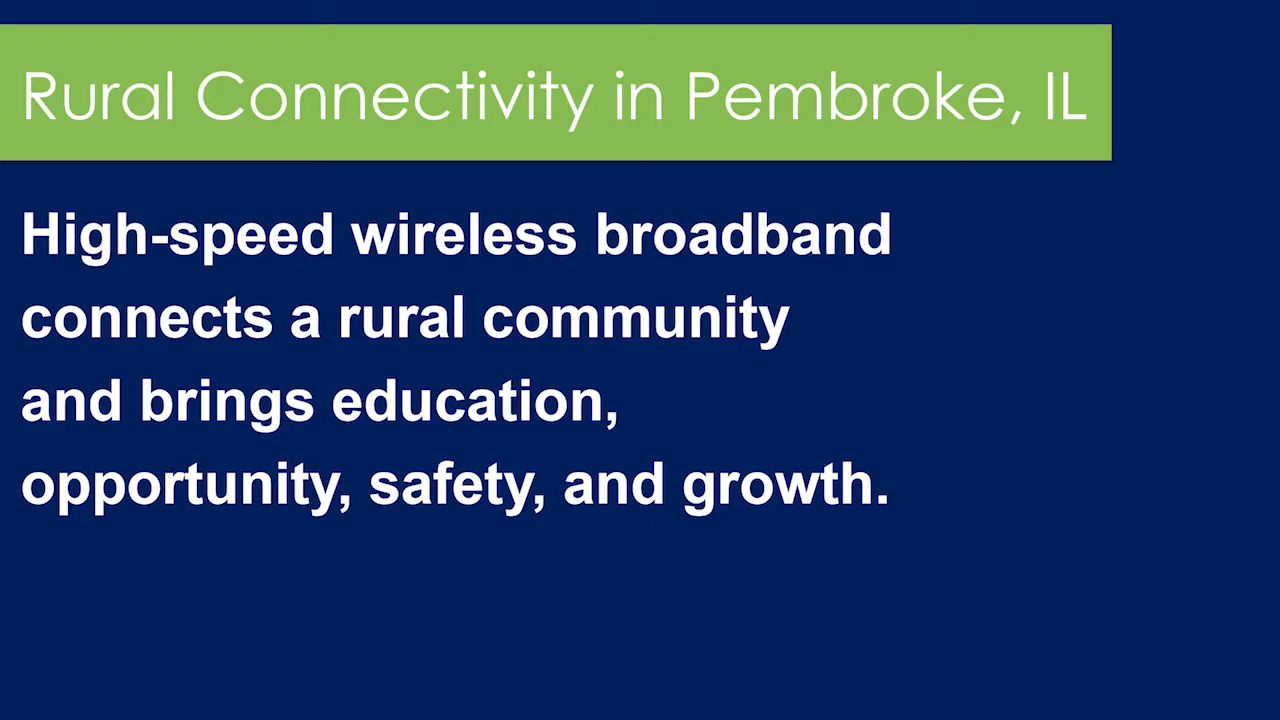 Rural Connectivity in Pembroke, IL
High-speed wireless broadband
connects a rural community
and brings education,
opportunity, safety, and growth.